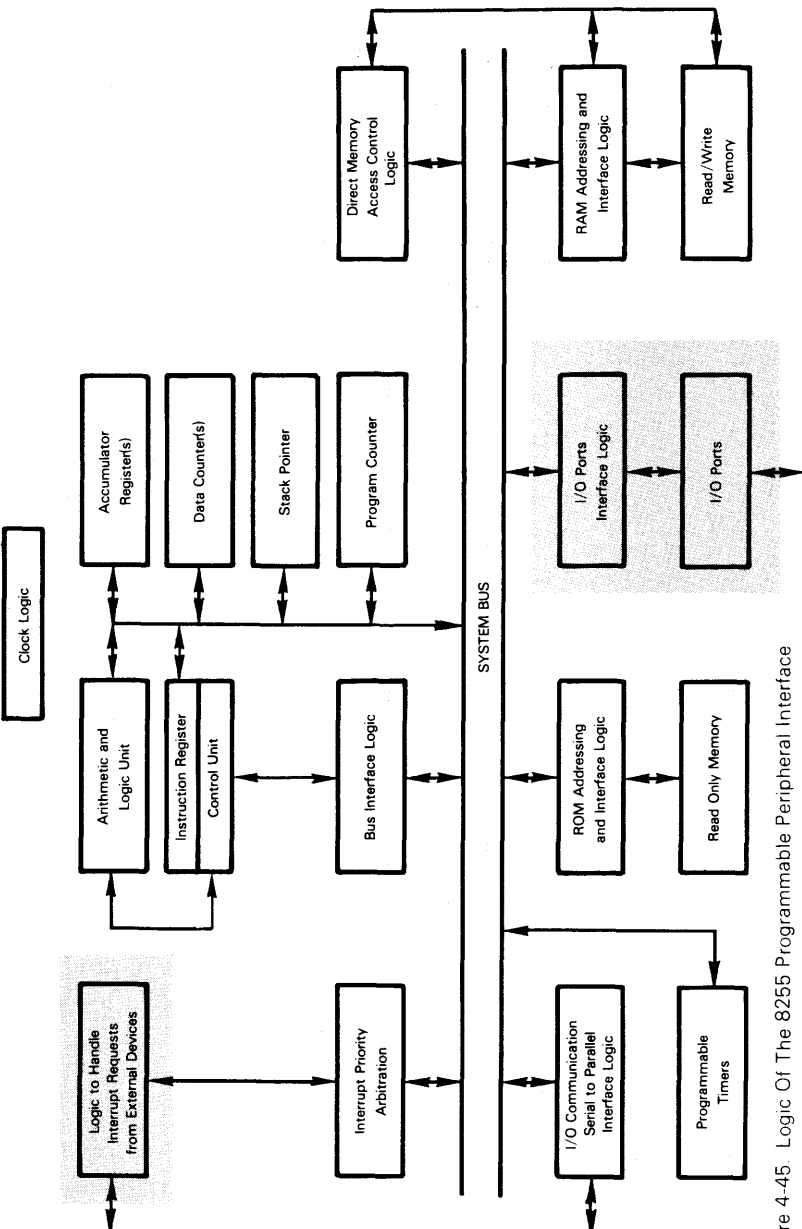 Clock Logic
Logic to Handle
Interrupt Requests
from External Devices
Arithmetic and
Logic Unit
Accumulator
Register(s)
Instruction Register
Control Unit
Data Counter(s)
Stack Pointer
Interrupt Priority
Arbitration
Bus Interface Logic
Program Counter
Direct Memory
Access Control
Logic
SYSTEM BUS
I/O Communication
Serial to Parallel
Interface Logic
ROM Addressing
and Interface Logic
I/O Ports
Interface Logic
RAM Addressing and
Interface Logic
Programmable
Timers
Read Only Memory
I/O Ports
Read/Write
Memory
re 4-45. Logic Of The 8255 Programmable Peripheral Interface